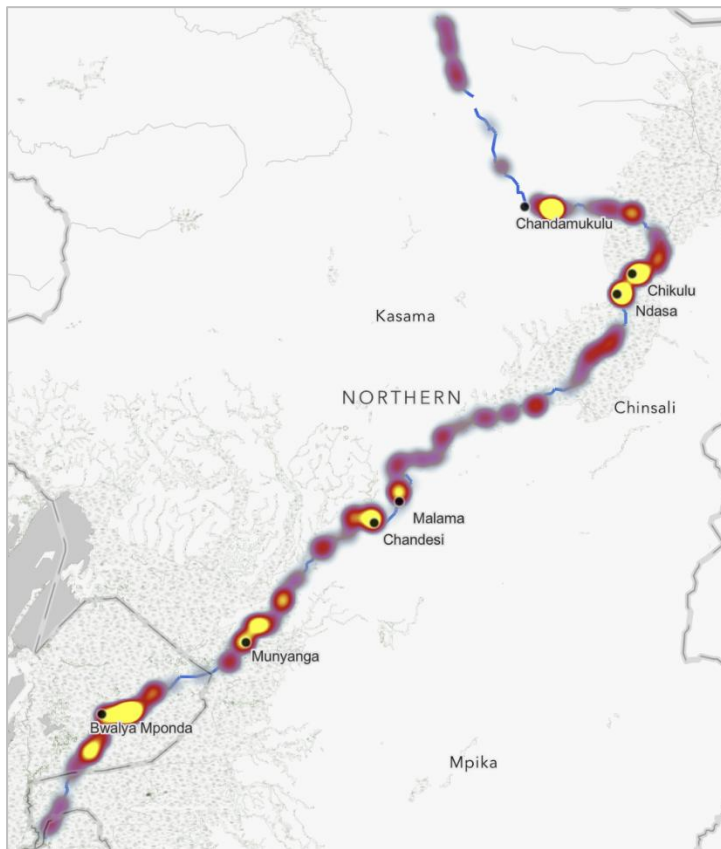 Chandamukulu
Chikulu
Ndasa
Kasama
NORTHERN
Chinsali
Malama
Chandesi
Munyanga
Bwalya Mponda
Mpika